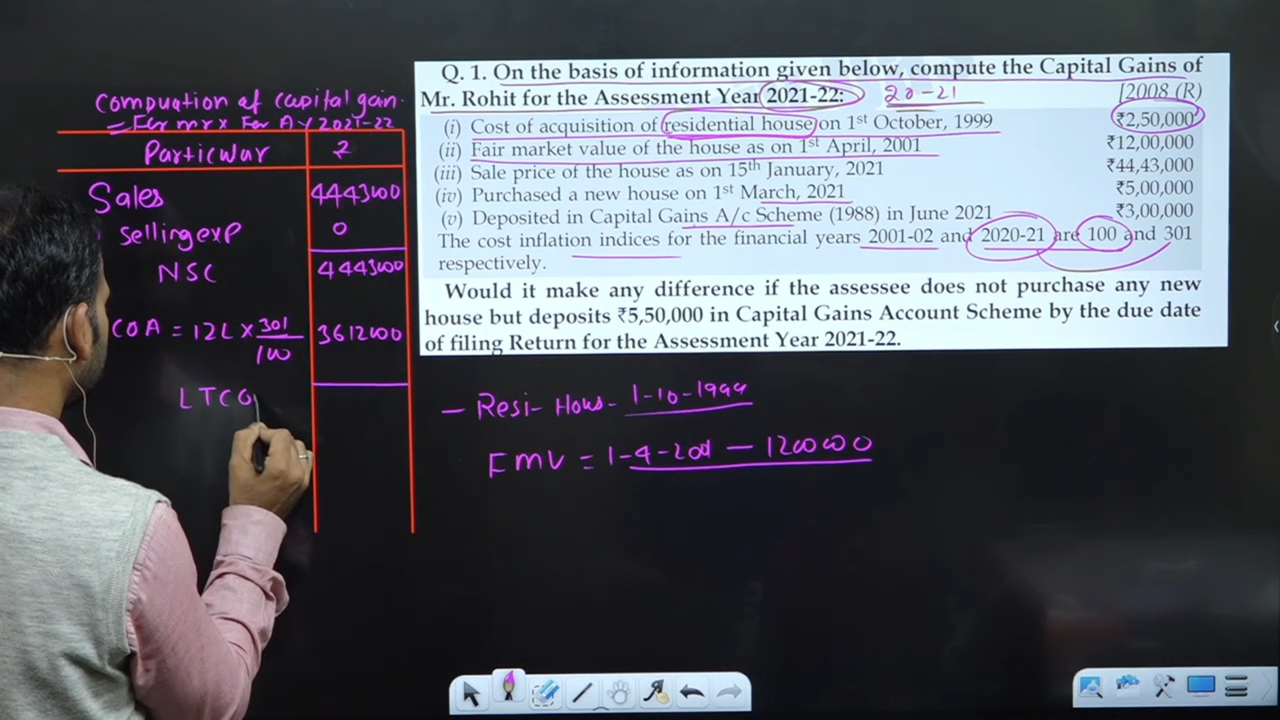 compuation of capital gain.
For mr x For A Y 2021-22
Particular ₹
Sales 4443000
Selling exp 0
NSC 4443000
COA = 12L × 301/100 3612000
LTCG
Q. 1. On the basis of information given below, compute the Capital Gains of
Mr. Rohit for the Assessment Year 2021-22: 20-21 [2008 (R)
(i) Cost of acquisition of residential house on 1st October, 1999 ₹2,50,000
(ii) Fair market value of the house as on 1st April, 2001 ₹12,00,000
(iii) Sale price of the house as on 15th January, 2021 ₹44,43,000
(iv) Purchased a new house on 1st March, 2021 ₹5,00,000
(v) Deposited in Capital Gains A/c Scheme (1988) in June 2021 ₹3,00,000
The cost inflation indices for the financial years 2001-02 and 2020-21 are 100 and 301
respectively.
Would it make any difference if the assessee does not purchase any new
house but deposits ₹5,50,000 in Capital Gains Account Scheme by the due date
of filing Return for the Assessment Year 2021-22.
- Resi- Hous- 1-10-1999
FMV = 1-4-2001 - 1200000